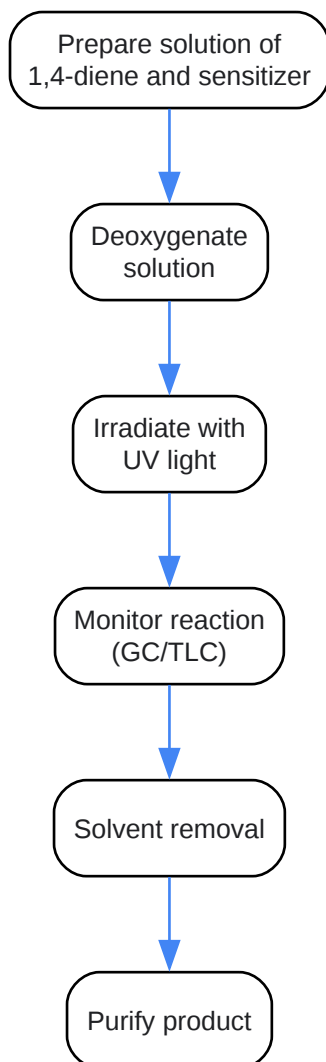 Prepare solution of
1,4-diene and sensitizer
Deoxygenate
solution
Irradiate with
UV light
Monitor reaction
(GC/TLC)
Solvent removal
Purify product